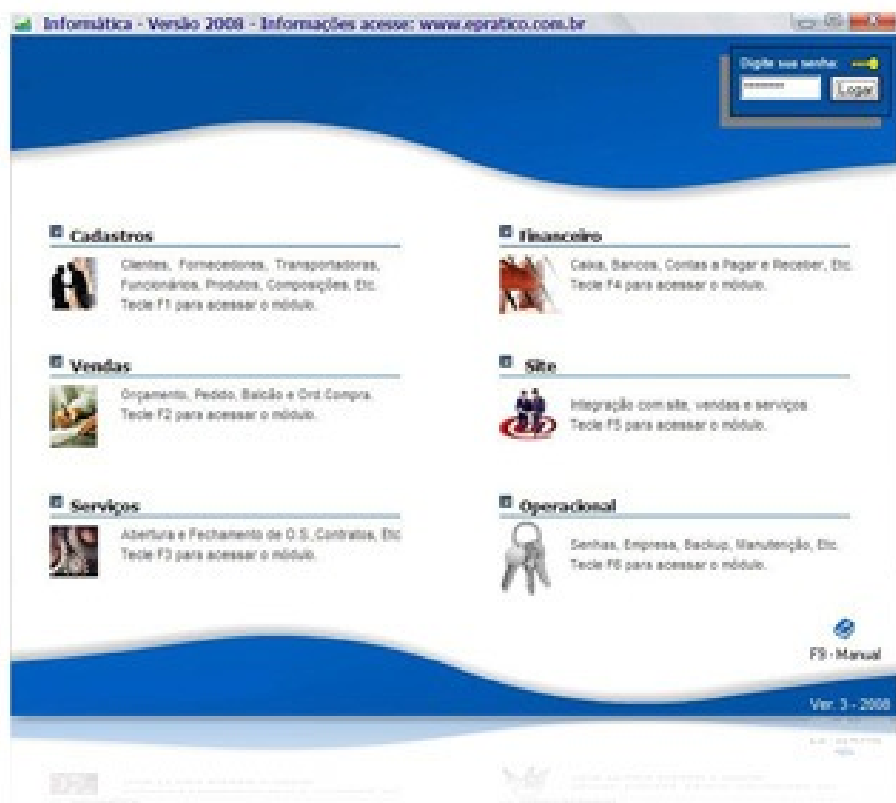 Informática - Versão 2008 - Informações acesse: www.epratico.com.br
Digite sua senha:
Logar
Cadastros
Clientes, Fornecedores, Transportadoras,
Funcionários, Produtos, Composições, Etc.
Tecle F1 para acessar o módulo.
Vendas
Orçamento, Pedido, Balcão e Ord.Compra.
Tecle F2 para acessar o módulo.
Serviços
Abertura e Fechamento de O.S.,Contratos, Etc
Tecle F3 para acessar o módulo.
Financeiro
Caixa, Bancos, Contas a Pagar e Receber, Etc.
Tecle F4 para acessar o módulo.
Site
Integração com site, vendas e serviços
Tecle F5 para acessar o módulo.
Operacional
Senhas, Empresa, Backup, Manutenção, Etc.
Tecle F6 para acessar o módulo.
F9 - Manual
Ver. 3 - 2008